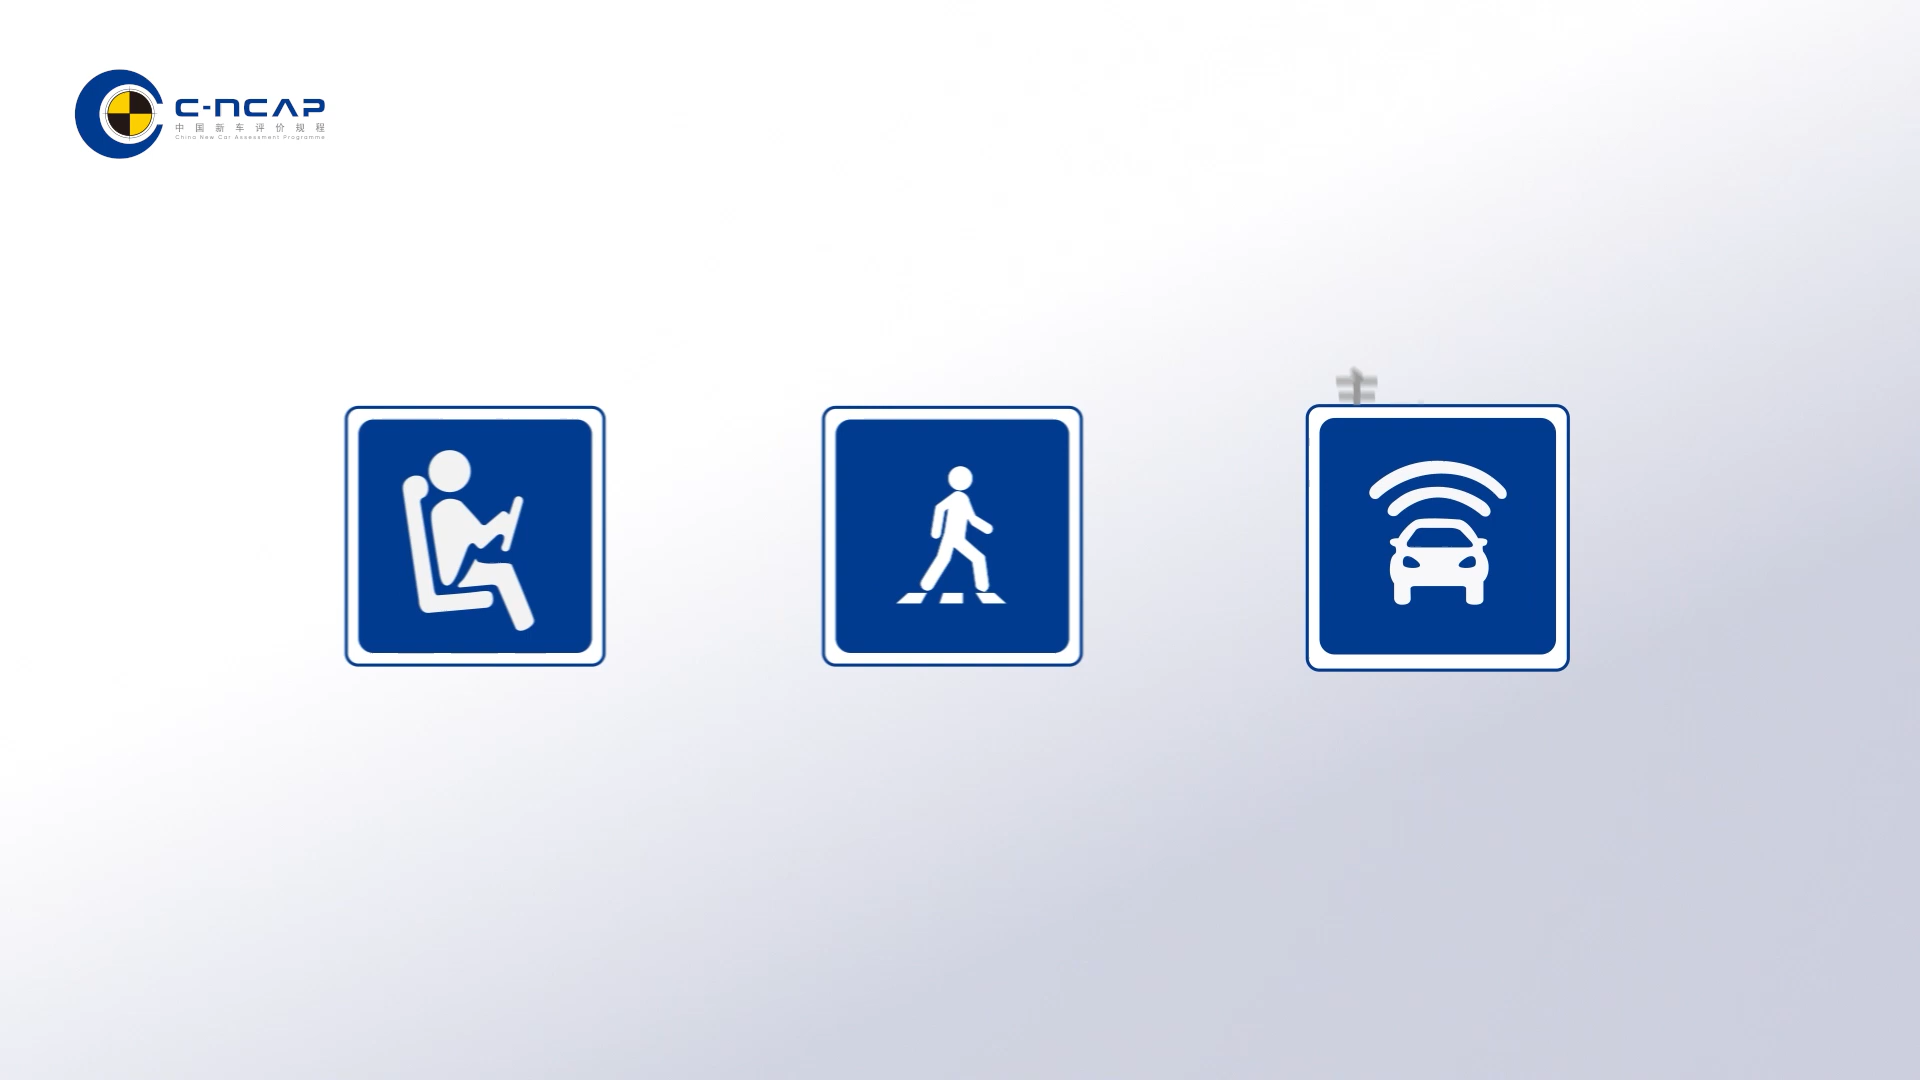 C-NCAP
中国新车评价规程
China New Car Assessment Programme